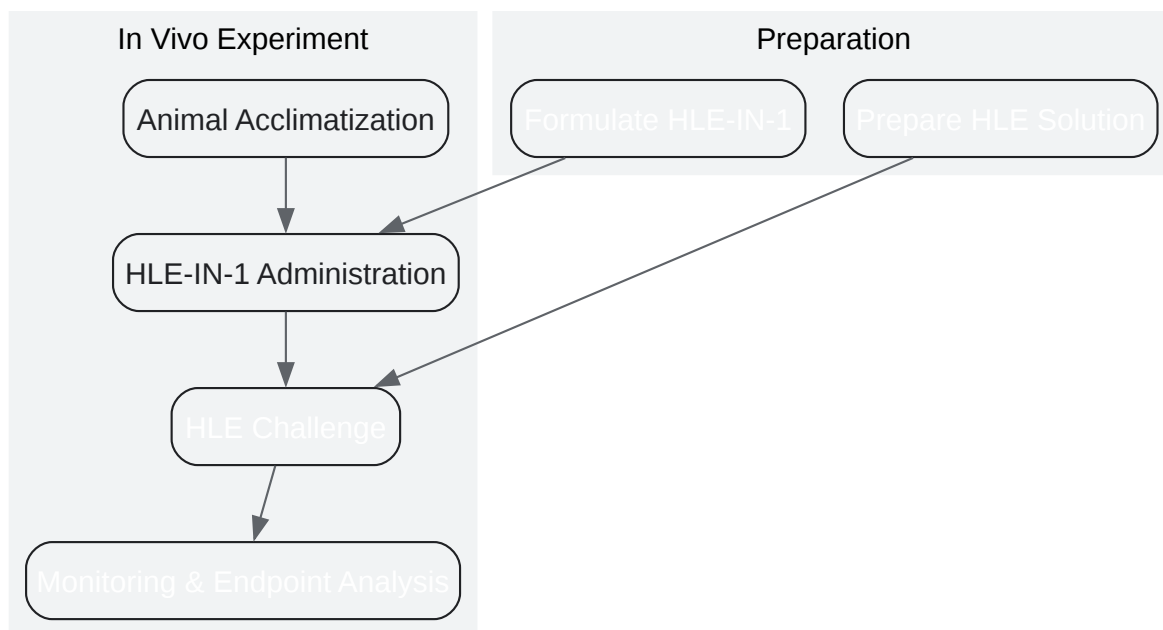 In Vivo Experiment
Preparation
Animal Acclimatization
Formulate HLE-IN-1
Prepare HLE Solution
HLE-IN-1 Administration
HLE Challenge
Monitoring & Endpoint Analysis